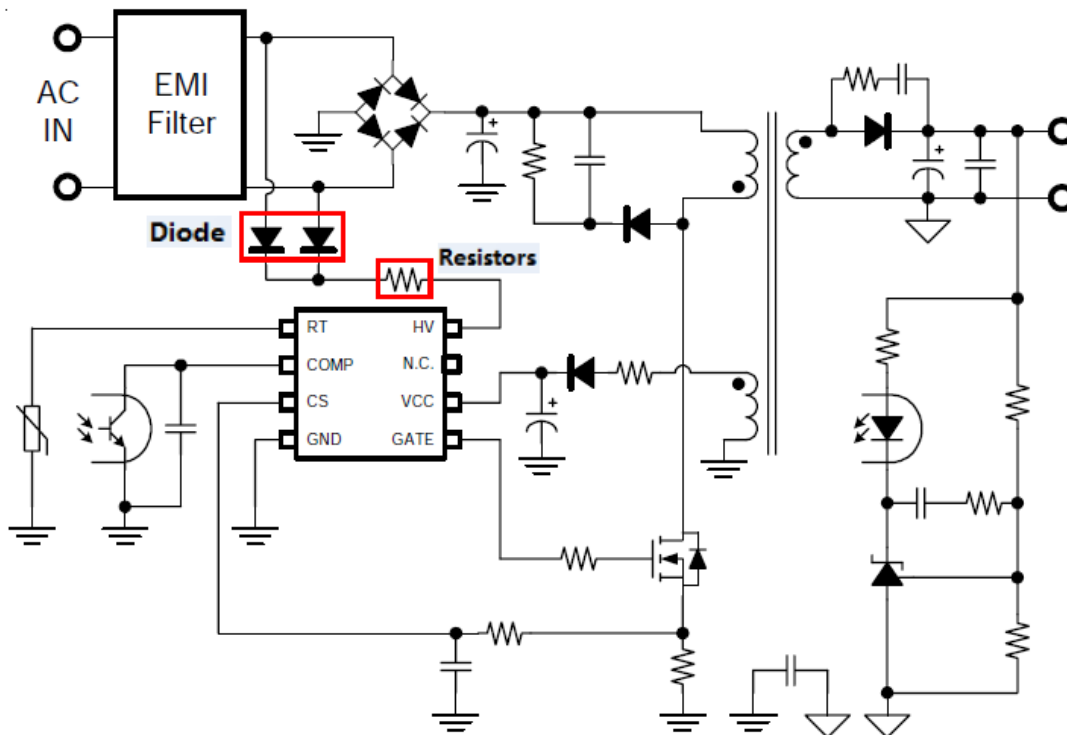 AC
IN
EMI
Filter
+
+
Diode
Resistors
RT
HV
COMP
N.C.
CS
VCC
+
GND
GATE